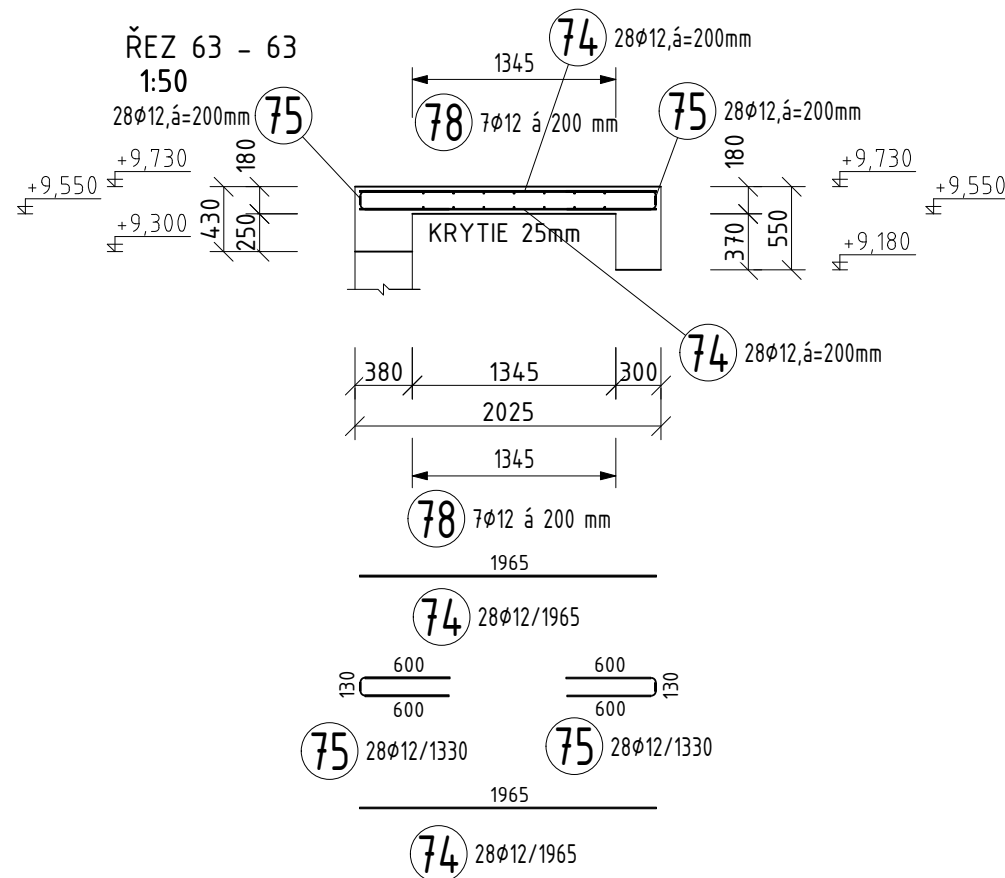 ŘEZ 63 - 63
1:50
74 28Ø12,á=200mm
1345
75 28Ø12,á=200mm
78 7Ø12 á 200 mm
75 28Ø12,á=200mm
+9,550
+9,730
+9,300
430
180
250
KRYTIE 25mm
180
370
550
+9,730
+9,550
+9,180
74 28Ø12,á=200mm
380
1345
300
2025
1345
78 7Ø12 á 200 mm
1965
74 28Ø12/1965
600
130
600
75 28Ø12/1330
600
130
600
75 28Ø12/1330
1965
74 28Ø12/1965